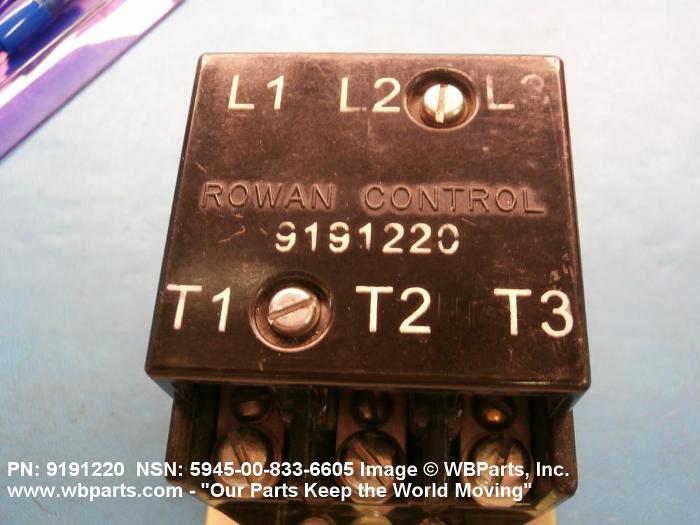 L1 L2 L3
ROWAN CONTROL
9191220
T1 T2 T3
PN: 9191220 NSN: 5945-00-833-6605 Image © WBParts, Inc.
www.wbparts.com - "Our Parts Keep the World Moving"